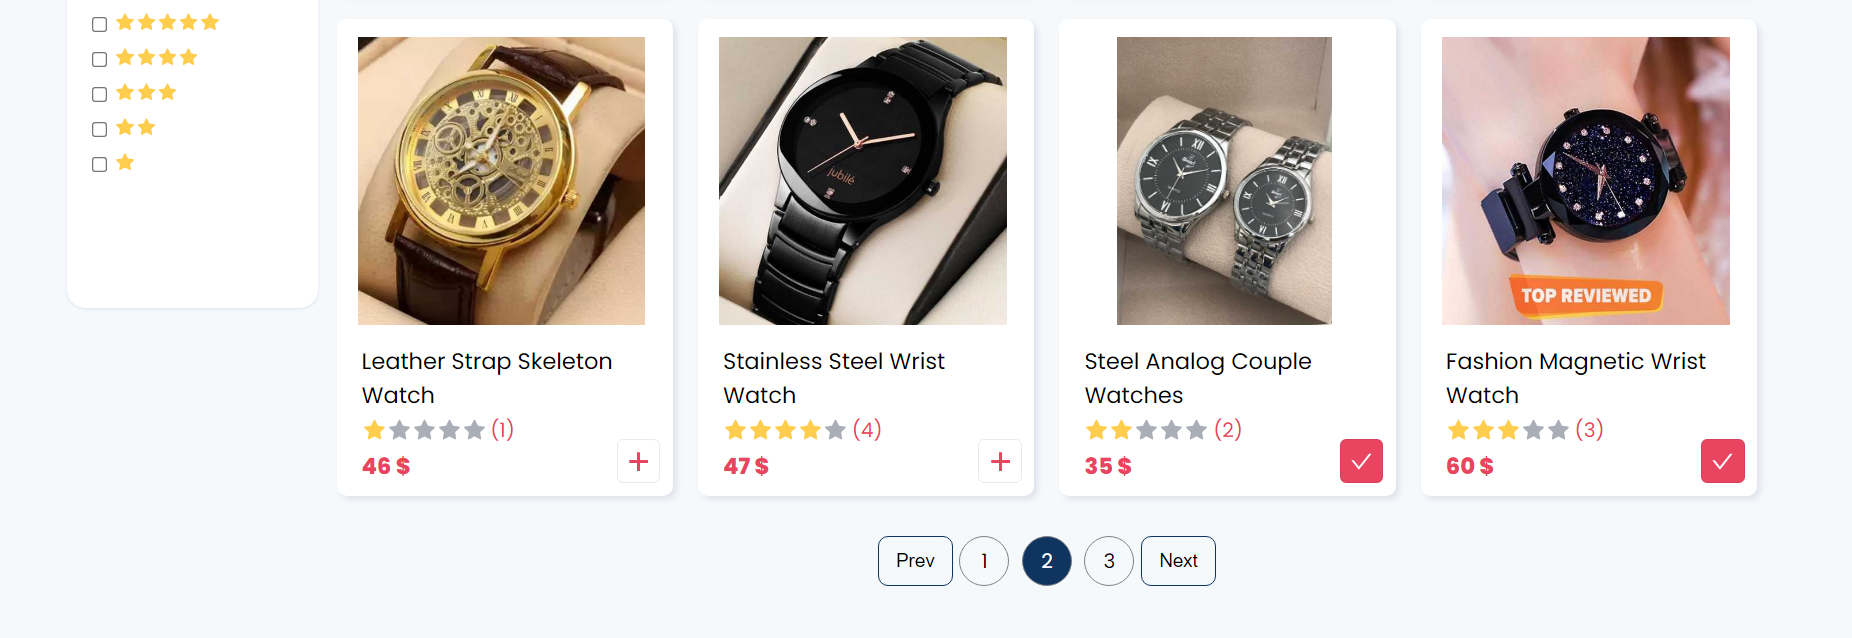 jubilé
TOP REVIEWED
Leather Strap Skeleton
Watch
(1)
46 $
Stainless Steel Wrist
Watch
(4)
47 $
Steel Analog Couple
Watches
(2)
35 $
Fashion Magnetic Wrist
Watch
(3)
60 $
Prev
1
2
3
Next